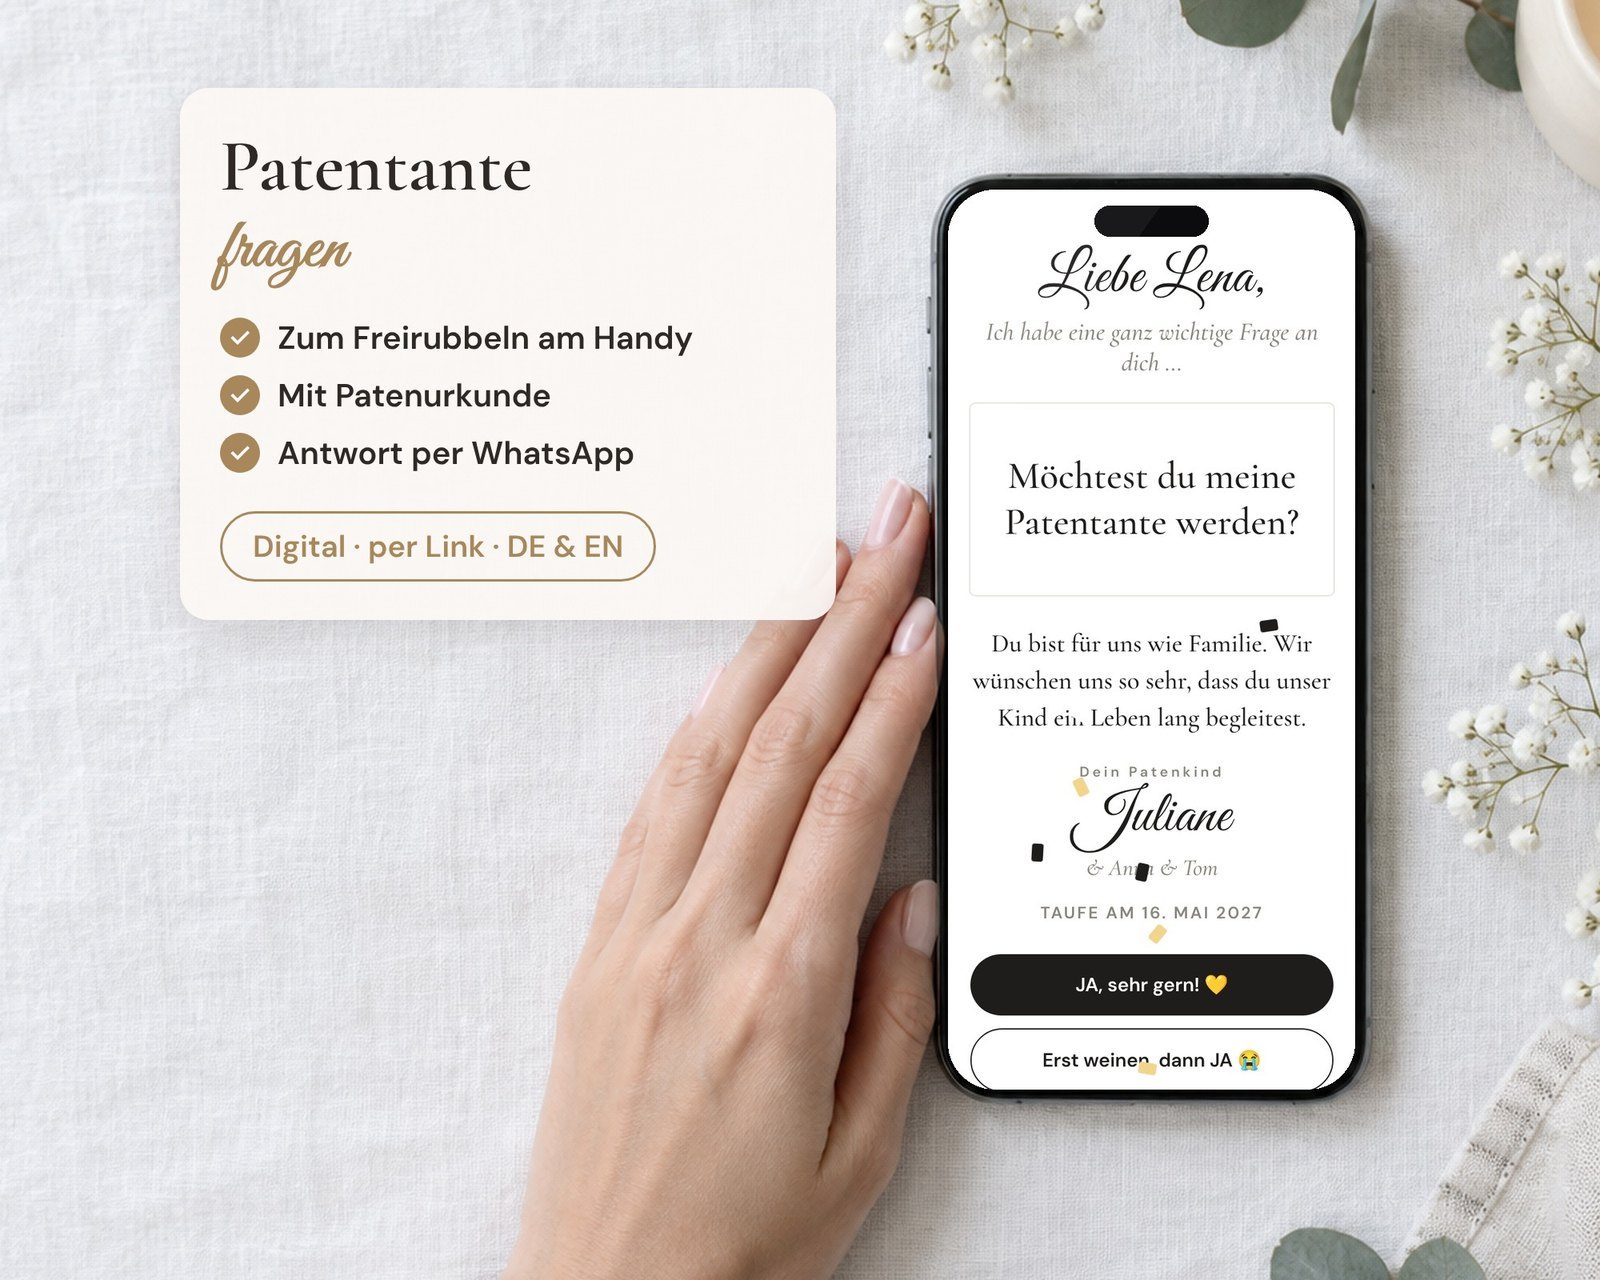 Patentante
fragen
Zum Freirubbeln am Handy
Mit Patenurkunde
Antwort per WhatsApp
Digital · per Link · DE & EN
Liebe Lena,
Ich habe eine ganz wichtige Frage an
dich ...
Möchtest du meine
Patentante werden?
Du bist für uns wie Familie. Wir
wünschen uns so sehr, dass du unser
Kind ein Leben lang begleitest.
Dein Patenkind
Juliane
& Anna & Tom
TAUFE AM 16. MAI 2027
JA, sehr gern! 💛
Erst weinen, dann JA 😭